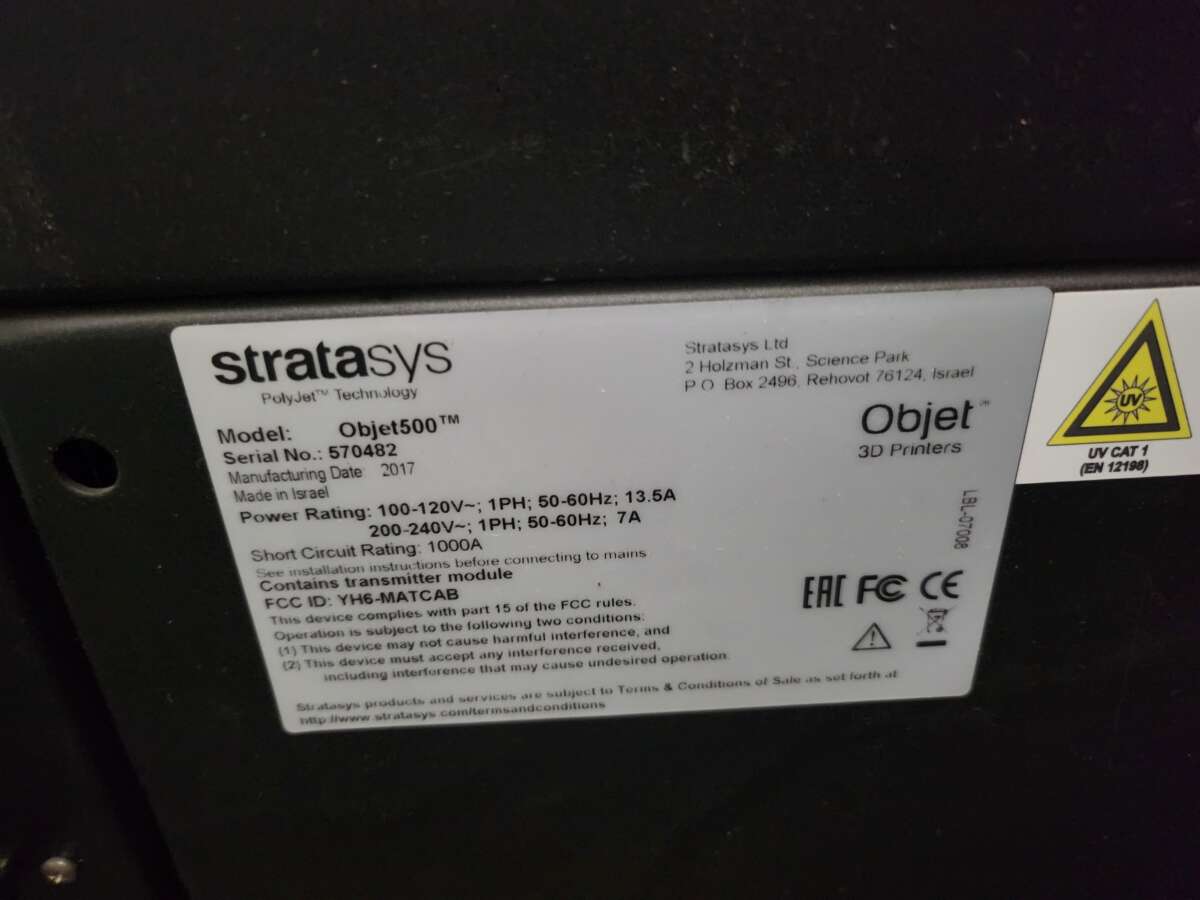 stratasys
PolyJet™ Technology
Stratasys Ltd
2 Holzman St., Science Park
P.O. Box 2496, Rehovot 76124, Israel
Model: Objet500™
Serial No.: 570482
Manufacturing Date 2017
Made in Israel
Objet™
3D Printers
Power Rating: 100-120V~; 1PH; 50-60Hz; 13.5A
200-240V~; 1PH; 50-60Hz; 7A
Short Circuit Rating: 1000A
See installation instructions before connecting to mains
Contains transmitter module
FCC ID: YH6-MATCAB
This device complies with part 15 of the FCC rules.
Operation is subject to the following two conditions:
(1) This device may not cause harmful interference, and
(2) This device must accept any interference received,
including interference that may cause undesired operation.
Stratasys products and services are subject to Terms & Conditions of Sale as set forth at
http://www.stratasys.com/termsandconditions
LBL-07008
EAC FC CE
UV
UV CAT 1
(EN 12198)